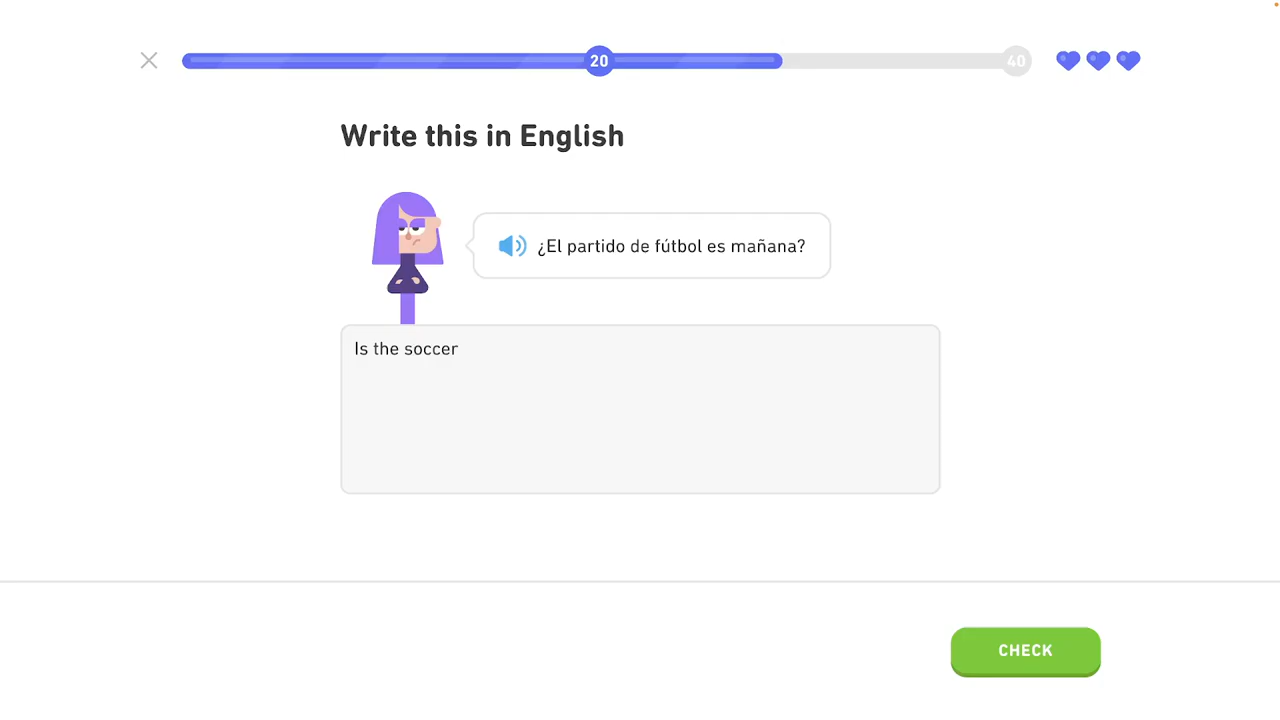 20
40
Write this in English
¿El partido de fútbol es mañana?
Is the soccer
CHECK